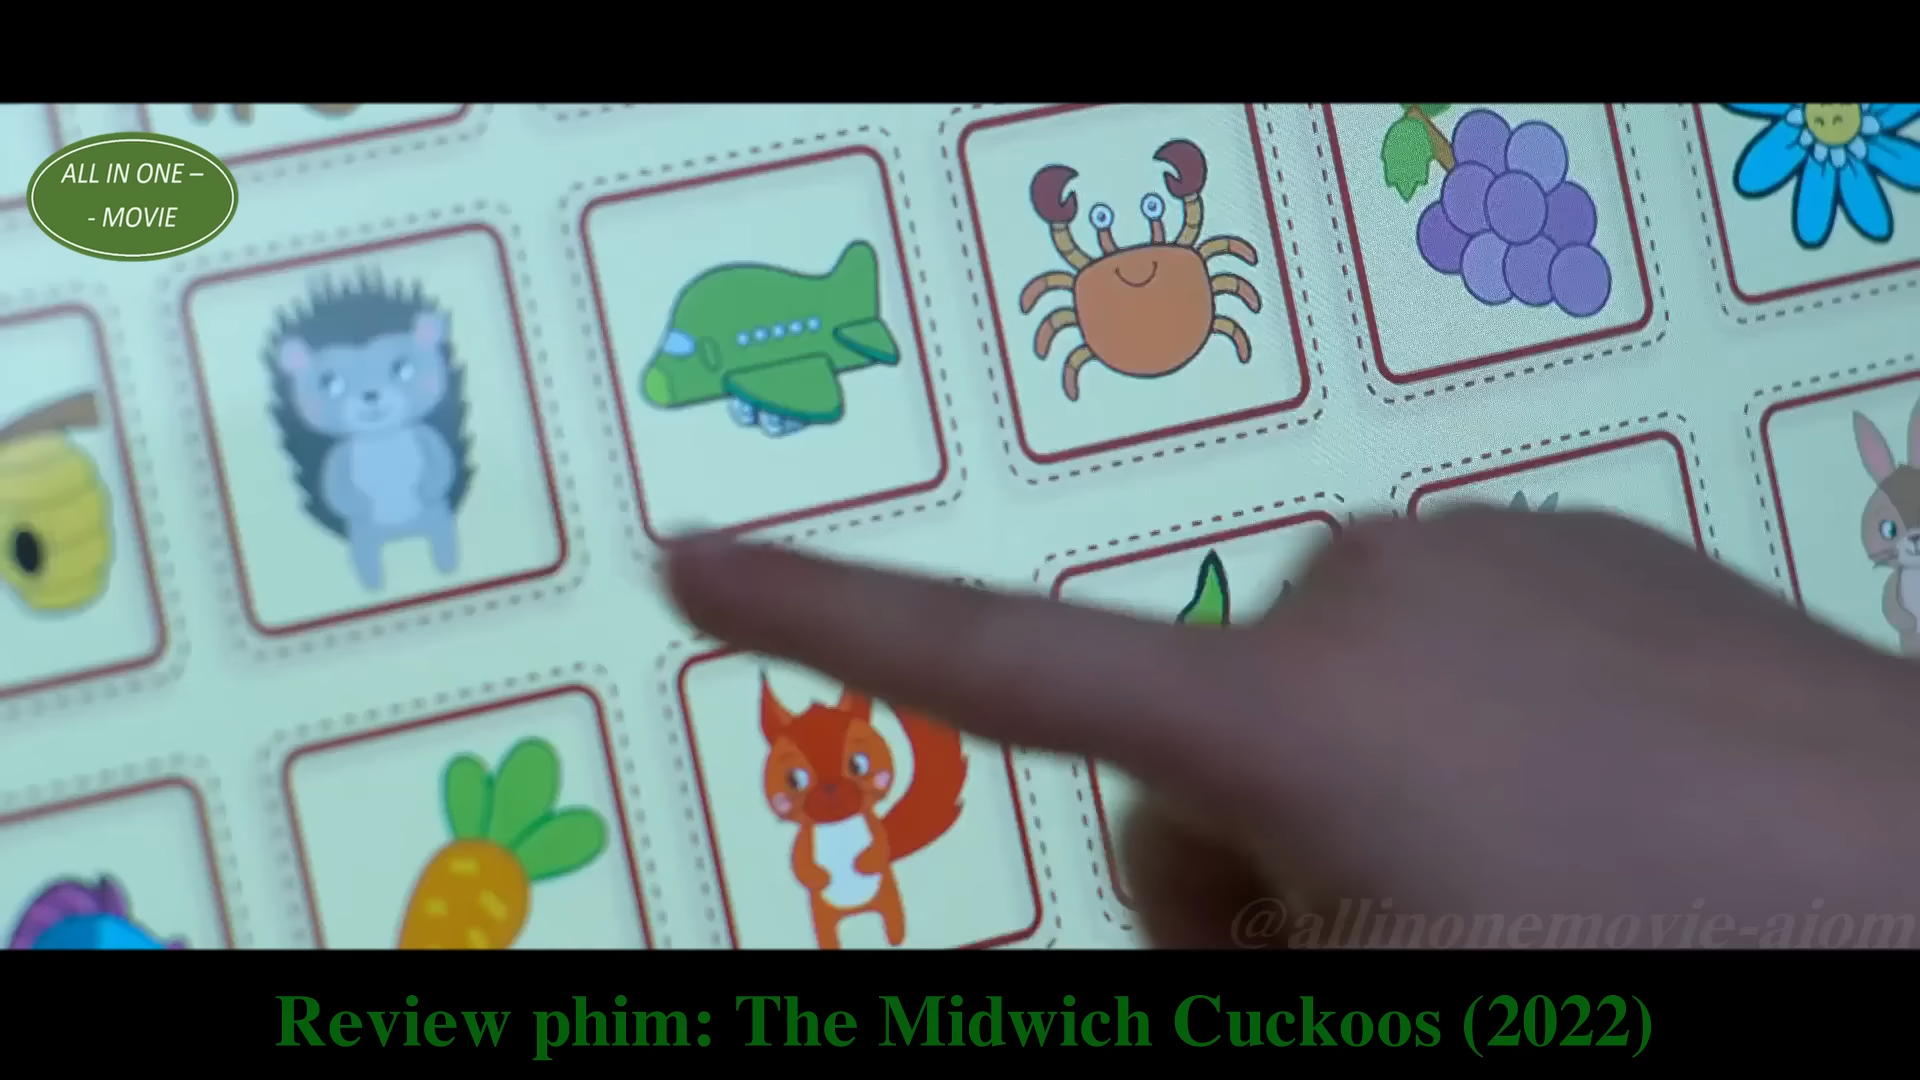 ALL IN ONE –
- MOVIE
@allinonemovie-aiom
Review phim: The Midwich Cuckoos (2022)